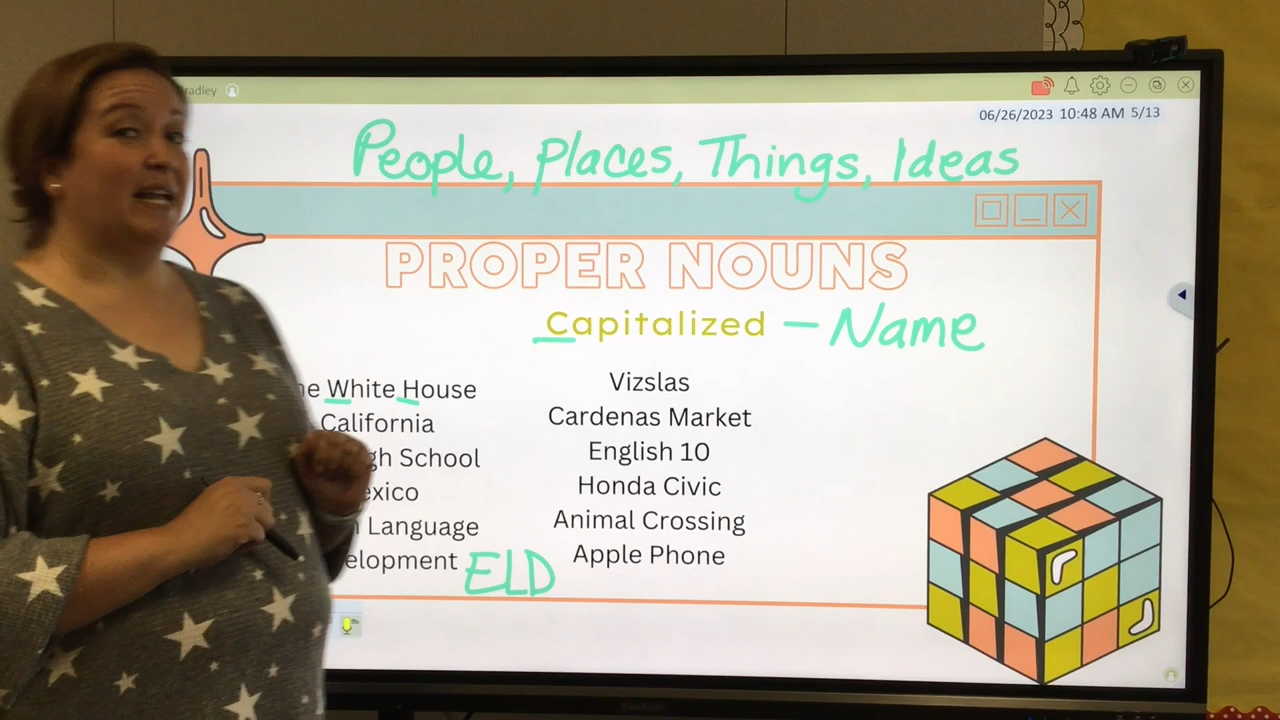 06/26/2023 10:48 AM 5/13
People, Places, Things, Ideas
PROPER NOUNS
Capitalized – Name
White House
California
School
Language
ELD
Vizslas
Cardenas Market
English 10
Honda Civic
Animal Crossing
Apple Phone